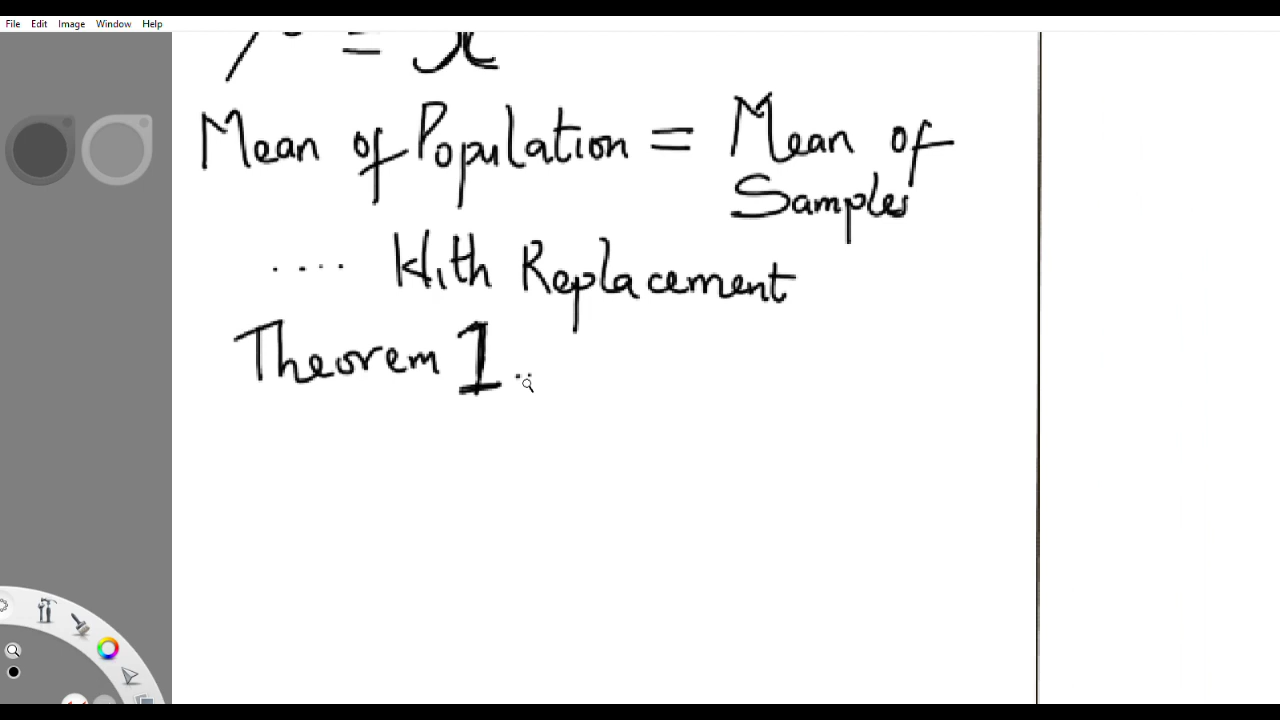 File Edit Image Window Help
μ = x̄
Mean of Population = Mean of
Samples
.... With Replacement
Theorem 1 ..